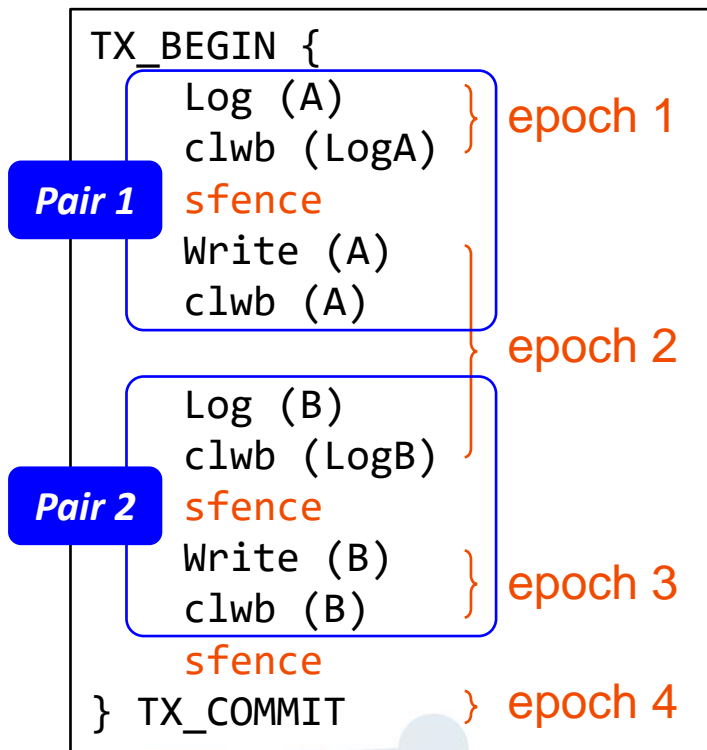 TX_BEGIN {
Log (A)
clwb (LogA)
epoch 1
Pair 1
sfence
Write (A)
clwb (A)
epoch 2
Log (B)
clwb (LogB)
Pair 2
sfence
Write (B)
clwb (B)
epoch 3
sfence
} TX_COMMIT
epoch 4